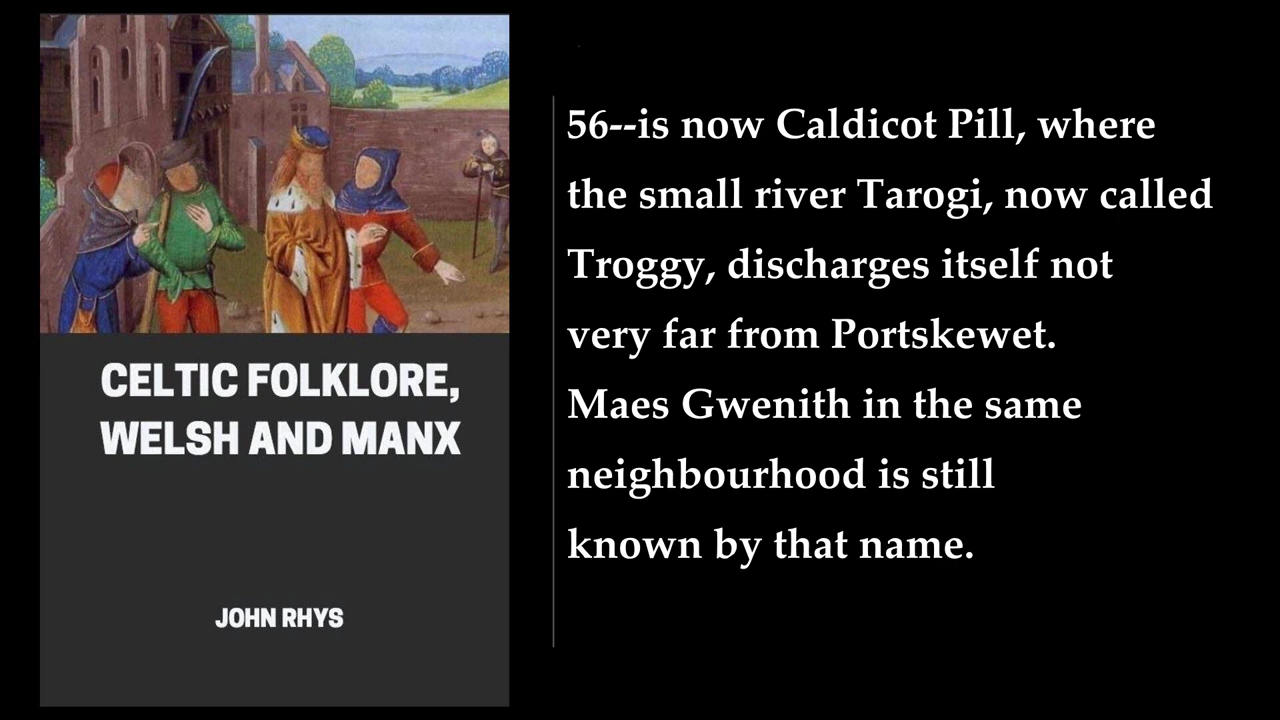 CELTIC FOLKLORE,
WELSH AND MANX
JOHN RHYS
56--is now Caldicot Pill, where
the small river Tarogi, now called
Troggy, discharges itself not
very far from Portskewet.
Maes Gwenith in the same
neighbourhood is still
known by that name.